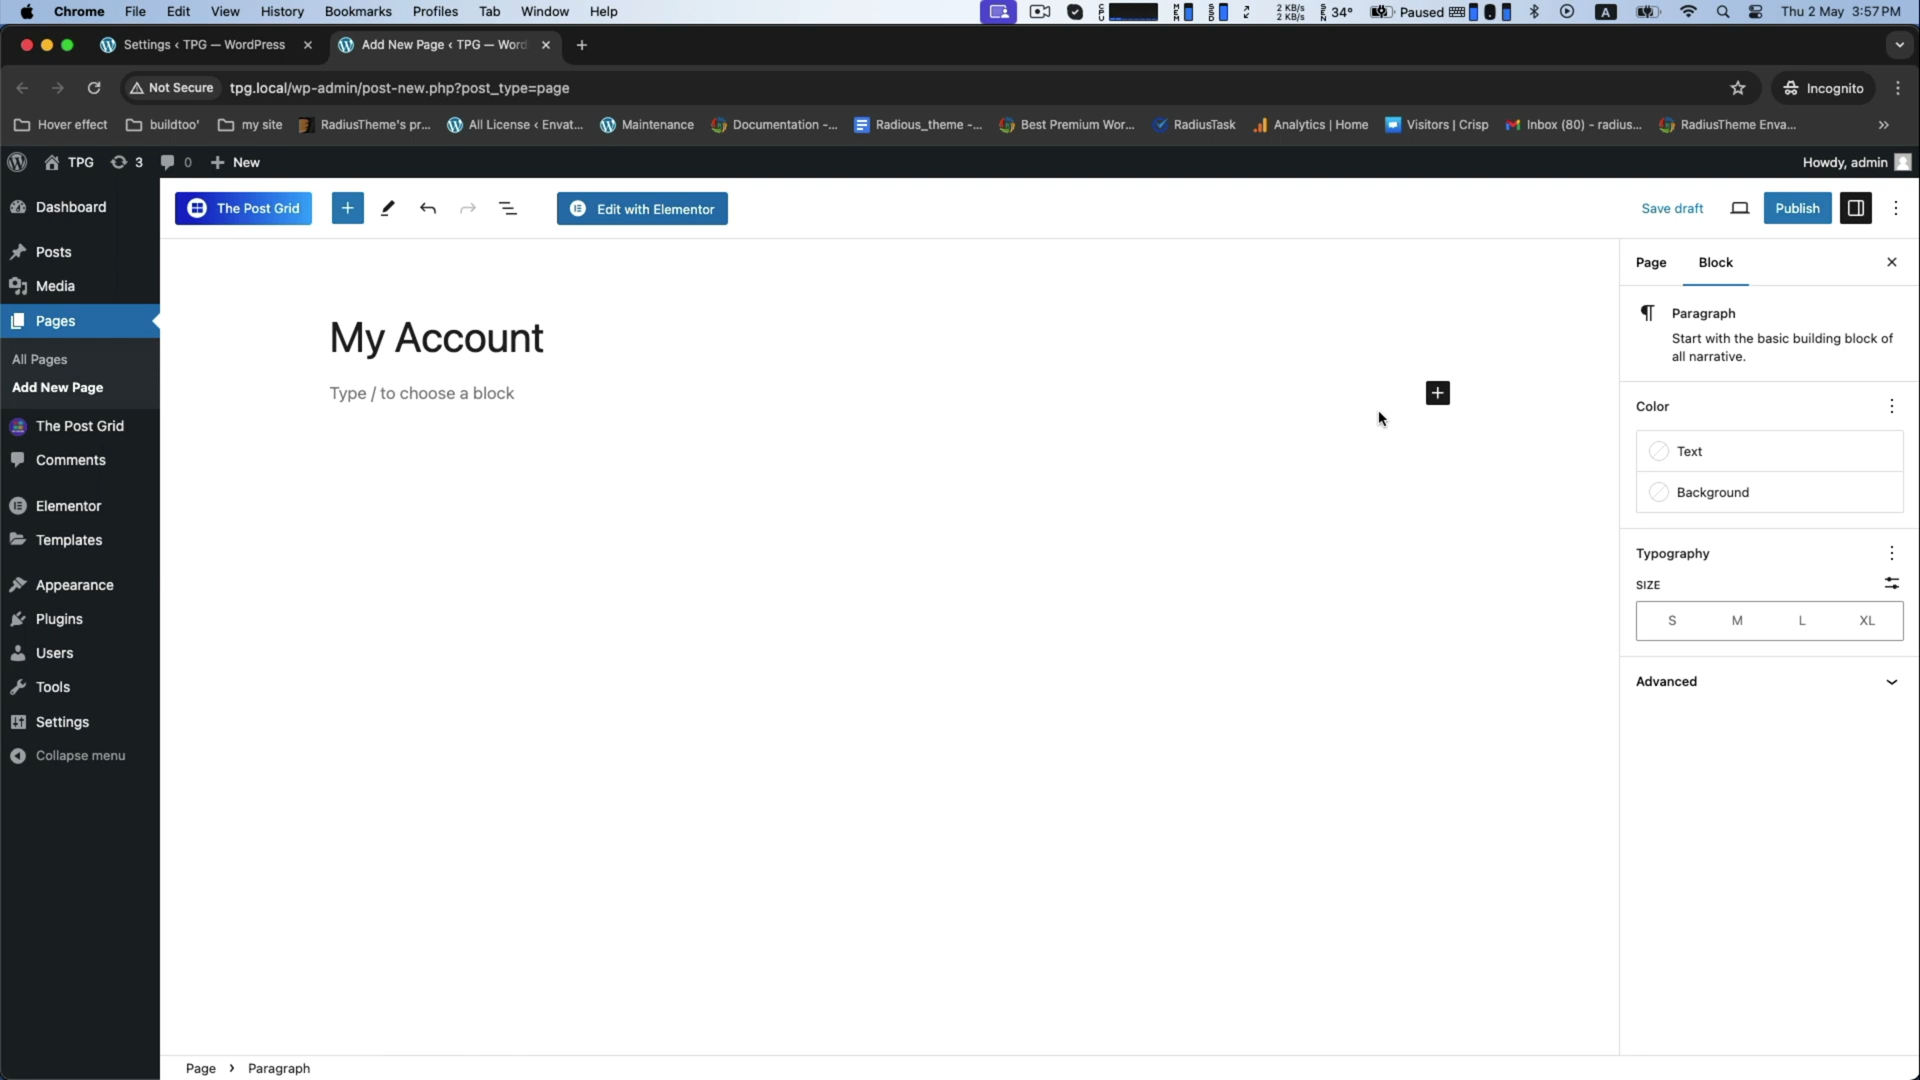 Chrome File Edit View History Bookmarks Profiles Tab Window Help
2 KB/s
2 KB/s
34° Paused A Thu 2 May 3:57 PM
Settings ‹ TPG — WordPress
Add New Page ‹ TPG — Word
Not Secure tpg.local/wp-admin/post-new.php?post_type=page Incognito
Hover effect buildtoo' my site RadiusTheme's pr... All License ‹ Envat... Maintenance Documentation -... Radious_theme -... Best Premium Wor... RadiusTask Analytics | Home Visitors | Crisp Inbox (80) - radius... RadiusTheme Enva... »
TPG 3 0 New Howdy, admin
Dashboard
Posts
Media
Pages
All Pages
Add New Page
The Post Grid
Comments
Elementor
Templates
Appearance
Plugins
Users
Tools
Settings
Collapse menu
The Post Grid Edit with Elementor Save draft Publish
My Account
Type / to choose a block
Page Block
Paragraph
Start with the basic building block of
all narrative.
Color
Text
Background
Typography
SIZE
S M L XL
Advanced
Page › Paragraph